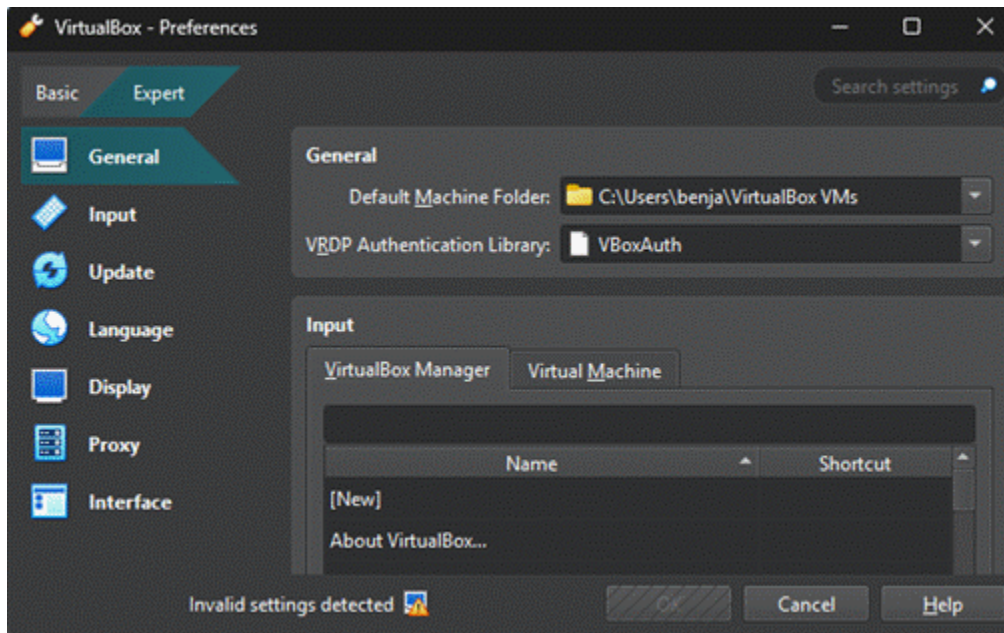 VirtualBox - Preferences
Basic
Expert
Search settings
General
Input
Update
Language
Display
Proxy
Interface
General
Default Machine Folder: C:\Users\benja\VirtualBox VMs
VRDP Authentication Library: VBoxAuth
Input
VirtualBox Manager
Virtual Machine
Name
Shortcut
[New]
About VirtualBox...
Invalid settings detected
OK
Cancel
Help